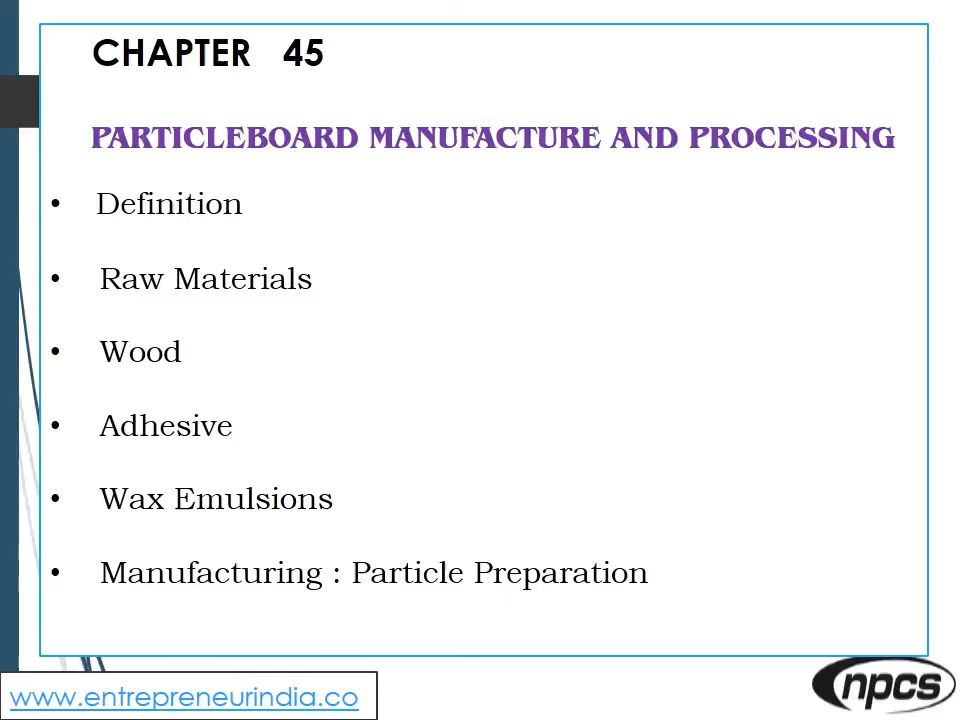 CHAPTER 45
PARTICLEBOARD MANUFACTURE AND PROCESSING
• Definition
• Raw Materials
• Wood
• Adhesive
• Wax Emulsions
• Manufacturing : Particle Preparation
www.entrepreneurindia.co
npcs